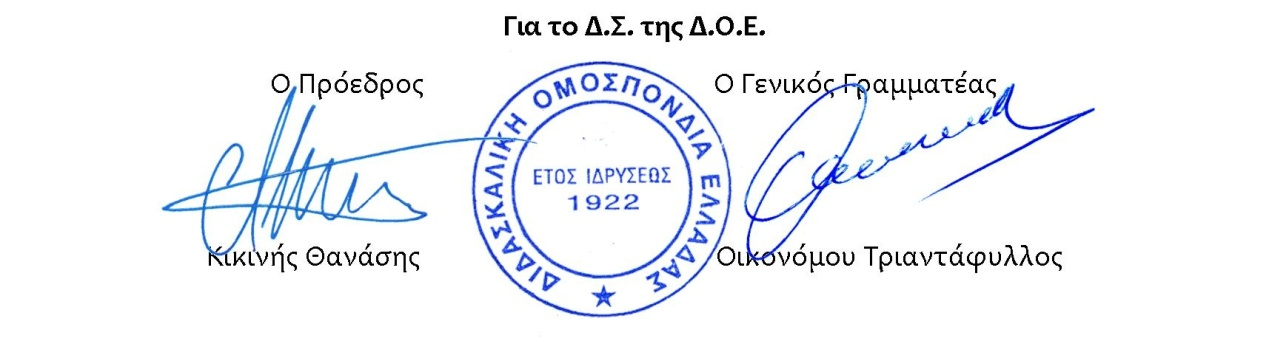 Για το Δ.Σ. της Δ.Ο.Ε.
Ο Πρόεδρος
Ο Γενικός Γραμματέας
ΔΙΔΑΣΚΑΛΙΚΗ ΟΜΟΣΠΟΝΔΙΑ ΕΛΛΑΔΑΣ
ΕΤΟΣ ΙΔΡΥΣΕΩΣ
1922
Κικινής Θανάσης
Οικονόμου Τριαντάφυλλος